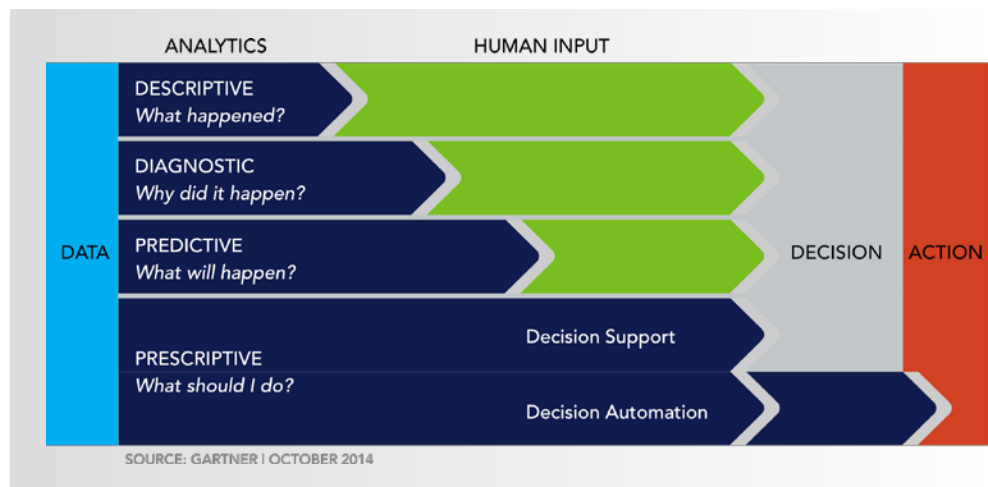 ANALYTICS
HUMAN INPUT
DESCRIPTIVE
What happened?
DIAGNOSTIC
Why did it happen?
PREDICTIVE
What will happen?
PRESCRIPTIVE
What should I do?
DATA
Decision Support
Decision Automation
DECISION
ACTION
SOURCE: GARTNER | OCTOBER 2014